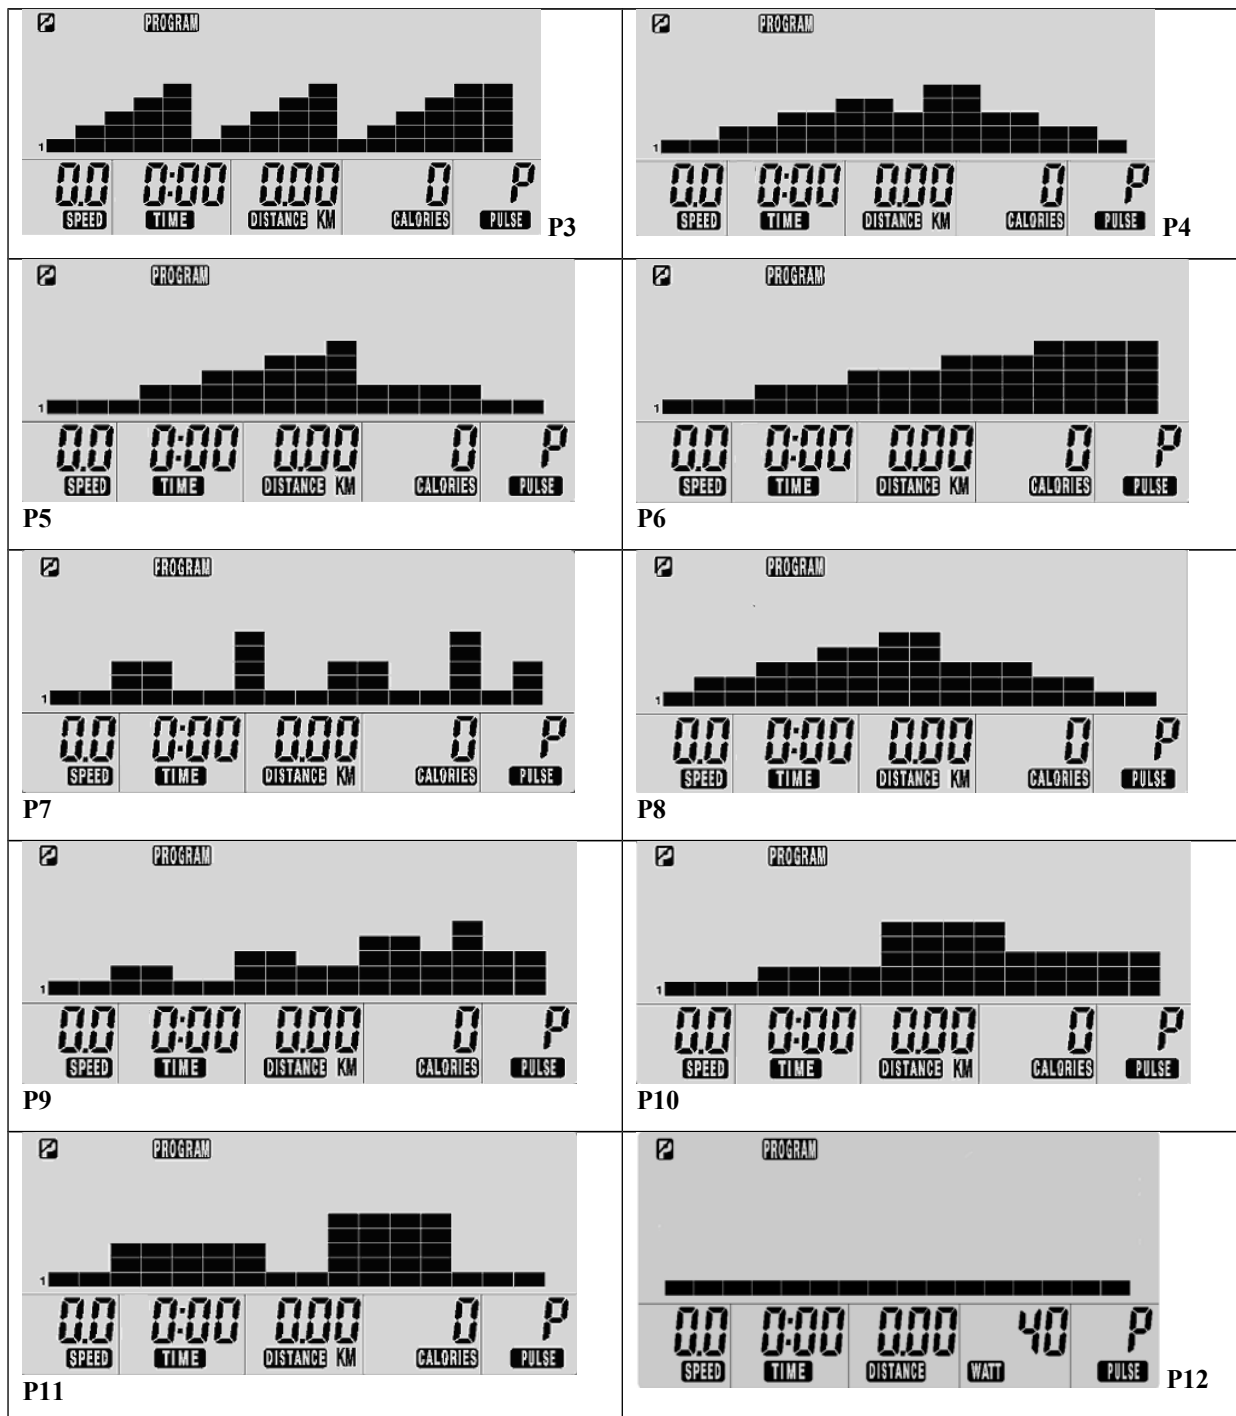 PROGRAM
1
0.0 0:00 0.00 0 P
SPEED TIME DISTANCE KM CALORIES PULSE
P3
PROGRAM
1
0.0 0:00 0.00 0 P
SPEED TIME DISTANCE KM CALORIES PULSE
P4
PROGRAM
1
0.0 0:00 0.00 0 P
SPEED TIME DISTANCE KM CALORIES PULSE
P5
PROGRAM
1
0.0 0:00 0.00 0 P
SPEED TIME DISTANCE KM CALORIES PULSE
P6
PROGRAM
1
0.0 0:00 0.00 0 P
SPEED TIME DISTANCE KM CALORIES PULSE
P7
PROGRAM
1
0.0 0:00 0.00 0 P
SPEED TIME DISTANCE KM CALORIES PULSE
P8
PROGRAM
1
0.0 0:00 0.00 0 P
SPEED TIME DISTANCE KM CALORIES PULSE
P9
PROGRAM
1
0.0 0:00 0.00 0 P
SPEED TIME DISTANCE KM CALORIES PULSE
P10
PROGRAM
1
0.0 0:00 0.00 0 P
SPEED TIME DISTANCE KM CALORIES PULSE
P11
PROGRAM
0.0 0:00 0.00 40 P
SPEED TIME DISTANCE WATT PULSE
P12